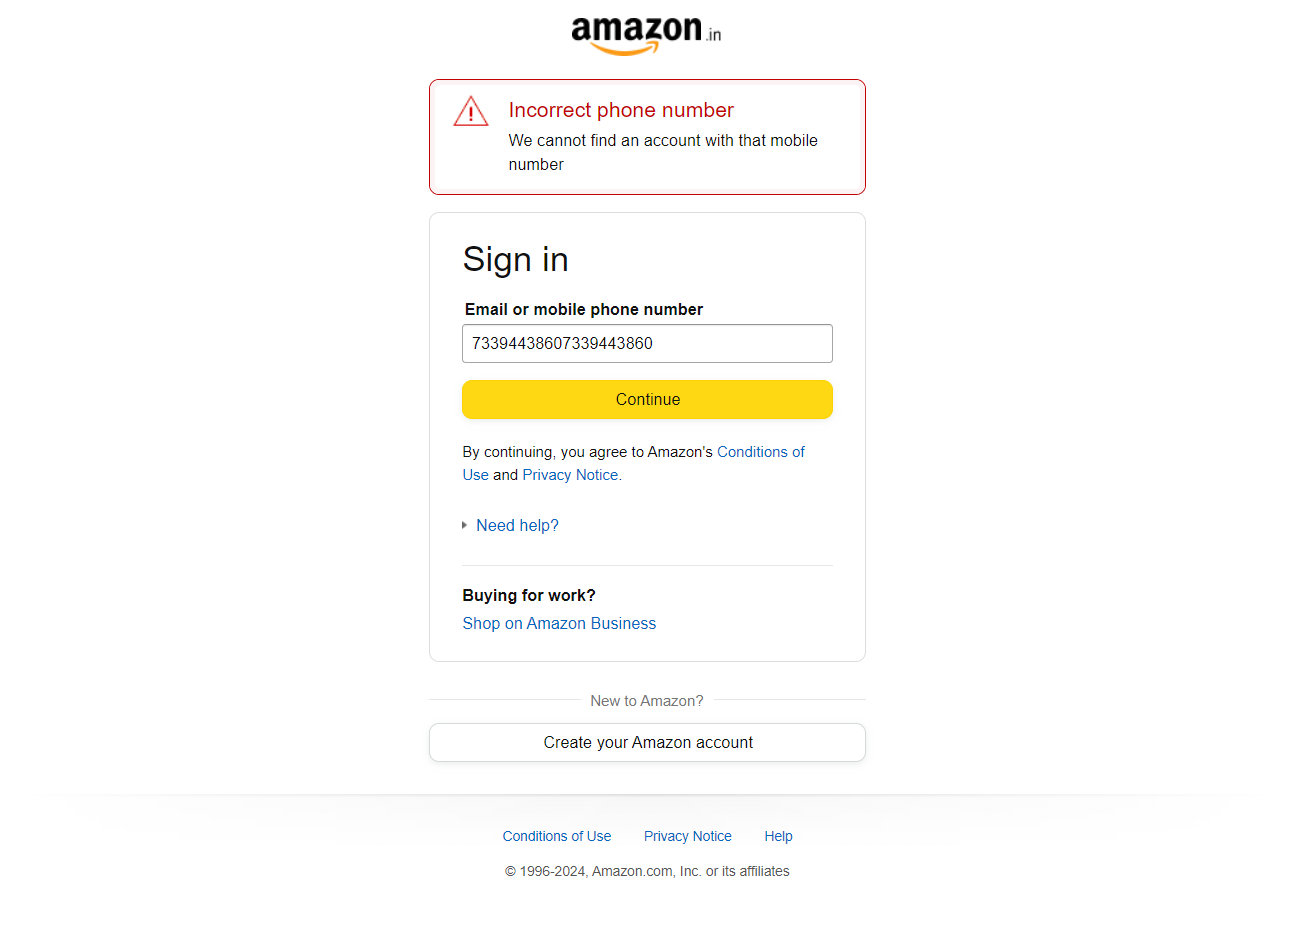 amazon.in
Incorrect phone number
We cannot find an account with that mobile
number
Sign in
Email or mobile phone number
73394438607339443860
Continue
By continuing, you agree to Amazon's Conditions of
Use and Privacy Notice.
Need help?
Buying for work?
Shop on Amazon Business
New to Amazon?
Create your Amazon account
Conditions of Use Privacy Notice Help
© 1996-2024, Amazon.com, Inc. or its affiliates